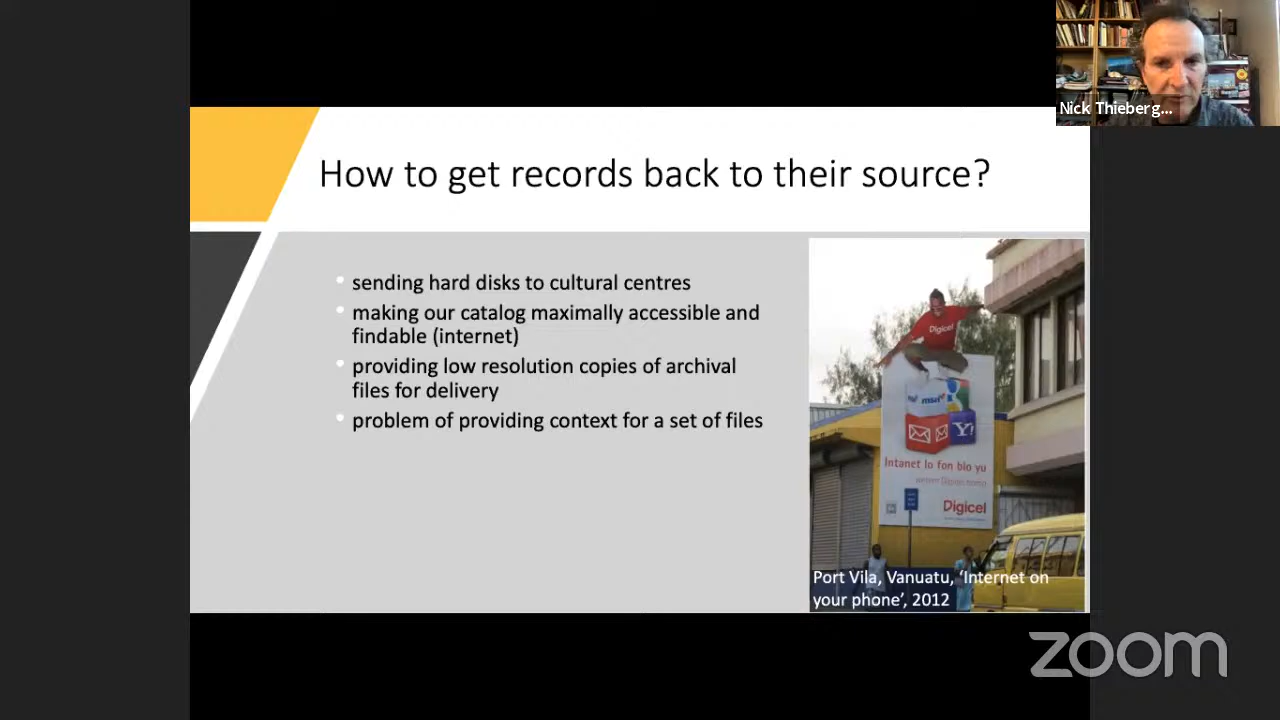 Nick Thieberg...
How to get records back to their source?
sending hard disks to cultural centres
making our catalog maximally accessible and
findable (internet)
providing low resolution copies of archival
files for delivery
problem of providing context for a set of files
Digicel
msn
Y!
Intanet lo fon blo yu
Digicel
Port Vila, Vanuatu, ‘Internet on
your phone’, 2012
zoom